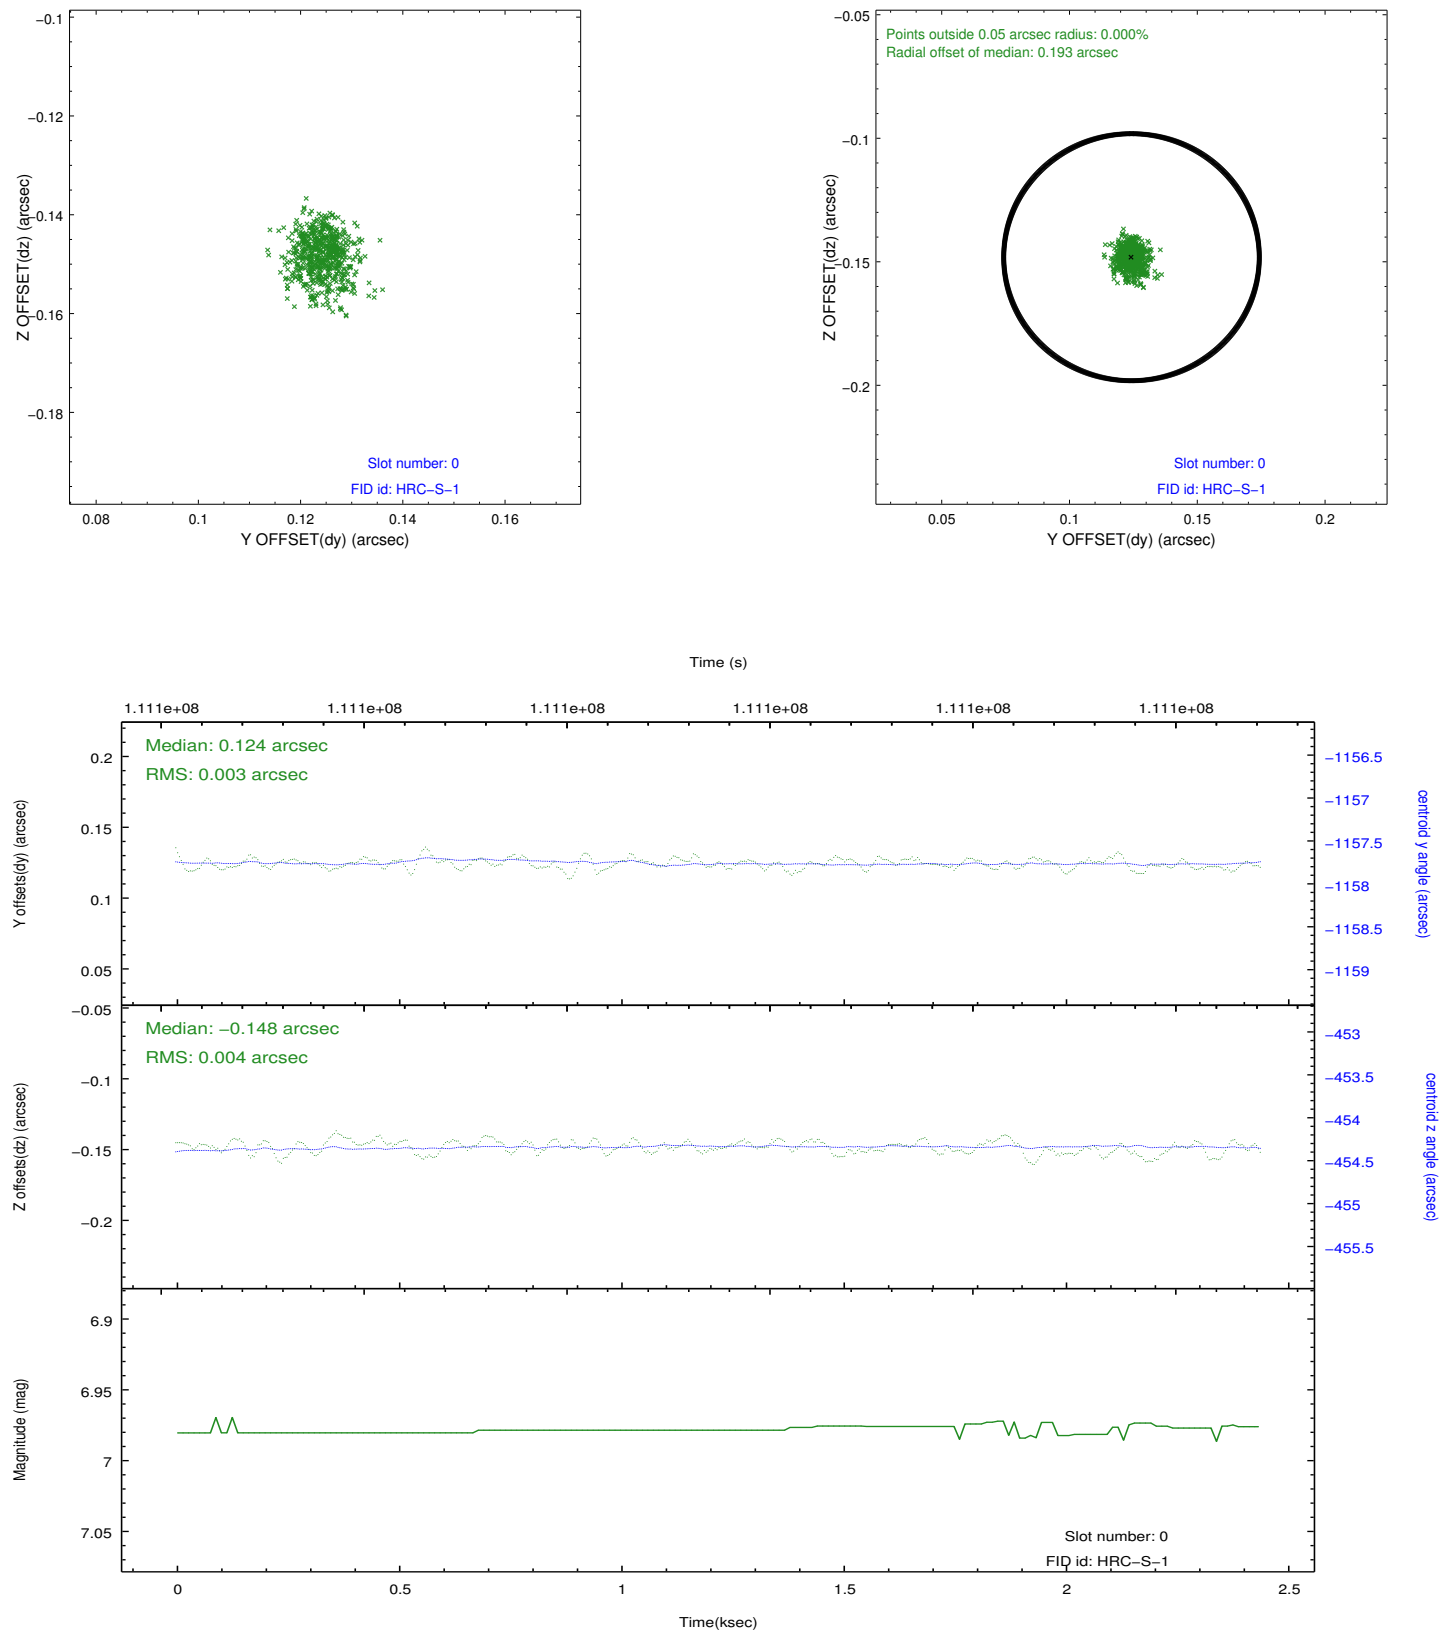 −0.1
−0.12
−0.14
−0.16
−0.18
Z OFFSET(dz) (arcsec)
Slot number: 0
FID id: HRC−S−1
0.08 0.1 0.12 0.14 0.16
Y OFFSET(dy) (arcsec)
Points outside 0.05 arcsec radius: 0.000%
Radial offset of median: 0.193 arcsec
−0.05
−0.1
−0.15
−0.2
Z OFFSET(dz) (arcsec)
Slot number: 0
FID id: HRC−S−1
0.05 0.1 0.15 0.2
Y OFFSET(dy) (arcsec)
Time (s)
1.111e+08 1.111e+08 1.111e+08 1.111e+08 1.111e+08 1.111e+08
Median: 0.124 arcsec
RMS: 0.003 arcsec
0.2
0.15
0.1
0.05
Y offsets(dy) (arcsec)
−1156.5
−1157
−1157.5
−1158
−1158.5
−1159
centroid y angle (arcsec)
Median: −0.148 arcsec
RMS: 0.004 arcsec
−0.05
−0.1
−0.15
−0.2
Z offsets(dz) (arcsec)
−453
−453.5
−454
−454.5
−455
−455.5
centroid z angle (arcsec)
6.9
6.95
7
7.05
Magnitude (mag)
Slot number: 0
FID id: HRC−S−1
0 0.5 1 1.5 2 2.5
Time(ksec)